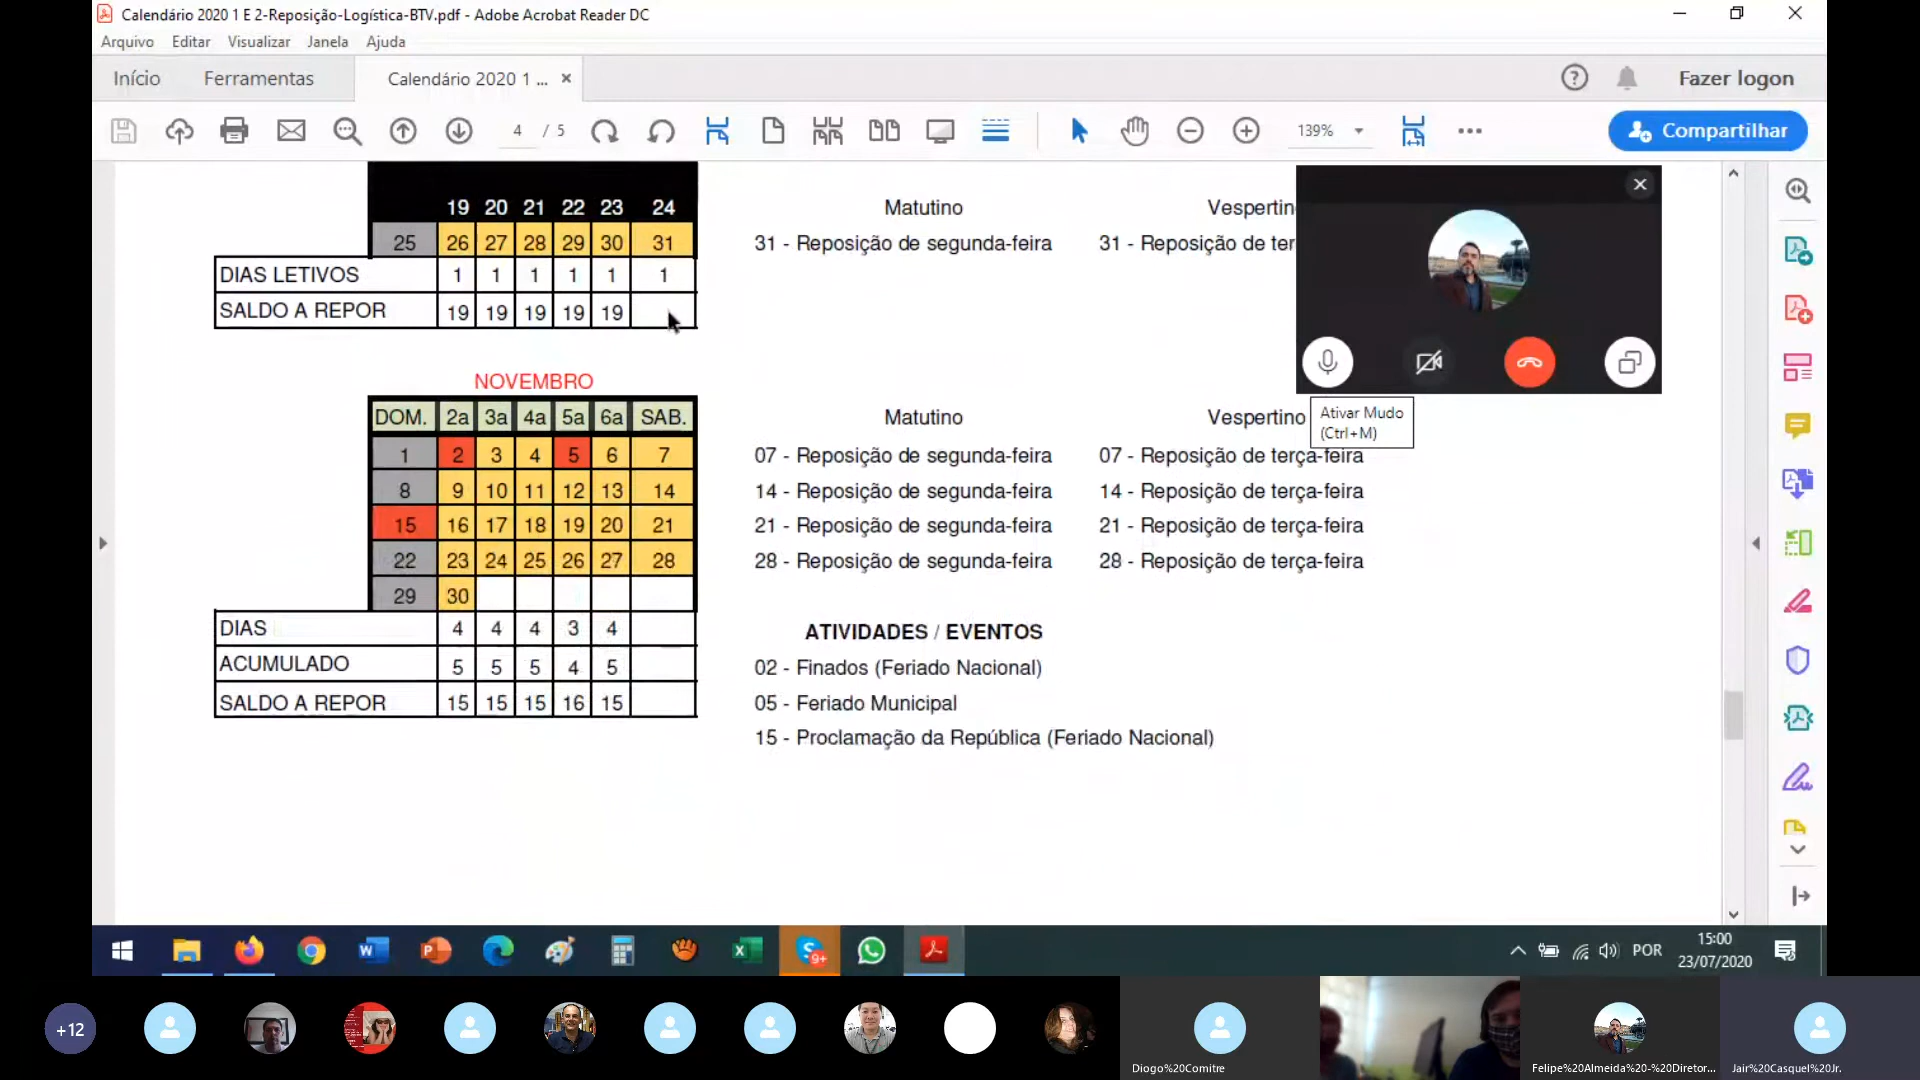 Calendário 2020 1 E 2-Reposição-Logística-BTV.pdf - Adobe Acrobat Reader DC
Arquivo Editar Visualizar Janela Ajuda
Início Ferramentas Calendário 2020 1 ... Fazer logon
4 / 5 139% Compartilhar
19 20 21 22 23 24 Matutino Vespertin
25 26 27 28 29 30 31 31 - Reposição de segunda-feira 31 - Reposição de ter
DIAS LETIVOS 1 1 1 1 1 1
SALDO A REPOR 19 19 19 19 19
NOVEMBRO
DOM. 2a 3a 4a 5a 6a SAB. Matutino Vespertino
Ativar Mudo
(Ctrl+M)
1 2 3 4 5 6 7 07 - Reposição de segunda-feira 07 - Reposição de terça-feira
8 9 10 11 12 13 14 14 - Reposição de segunda-feira 14 - Reposição de terça-feira
15 16 17 18 19 20 21 21 - Reposição de segunda-feira 21 - Reposição de terça-feira
22 23 24 25 26 27 28 28 - Reposição de segunda-feira 28 - Reposição de terça-feira
29 30
DIAS 4 4 4 3 4 ATIVIDADES / EVENTOS
ACUMULADO 5 5 5 4 5 02 - Finados (Feriado Nacional)
SALDO A REPOR 15 15 15 16 15 05 - Feriado Municipal
15 - Proclamação da República (Feriado Nacional)
9+ POR 15:00
23/07/2020
+12
Diogo%20Comitre Felipe%20Almeida%20-%20Diretor... Jair%20Casquel%20Jr.